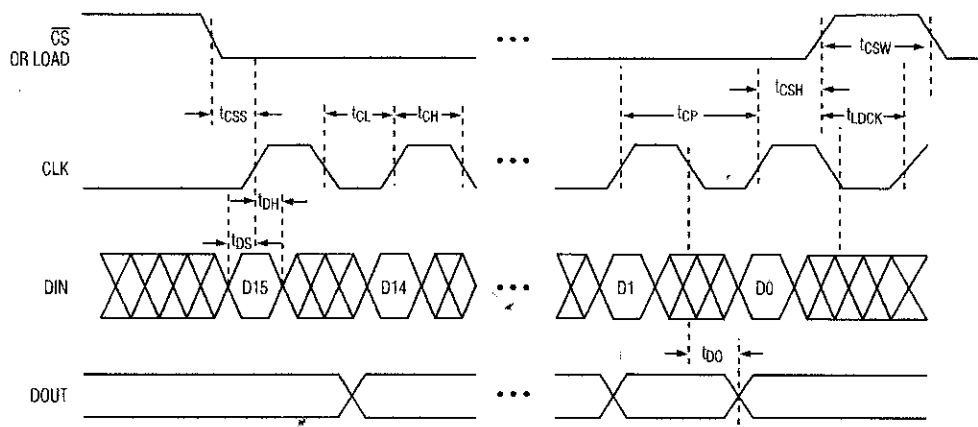 CS
OR LOAD
•••
tCSW
tCSS
tCL
tCH
tCP
tCSH
tLDCK
CLK
•••
tDH
tDS
DIN
D15
D14
•••
D1
D0
tDO
DOUT
•••